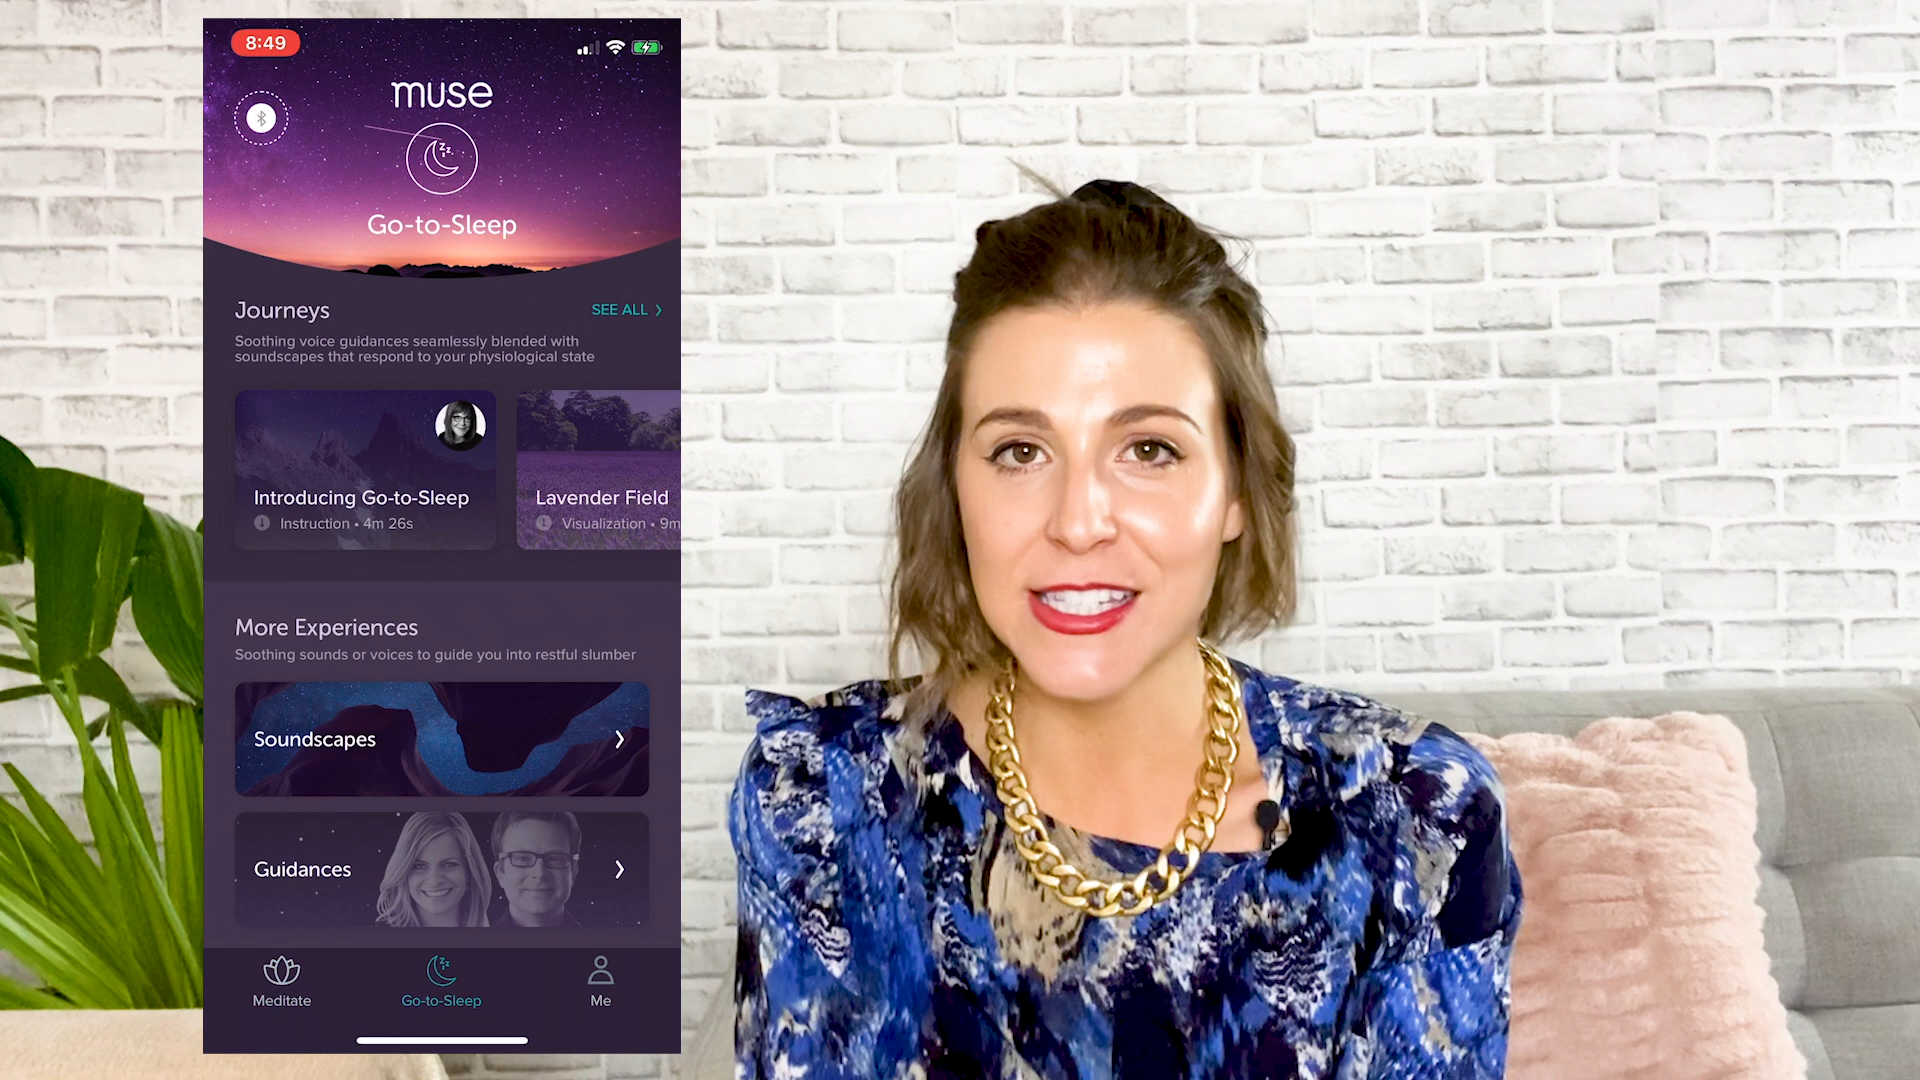 8:49
muse
Go-to-Sleep
Journeys
SEE ALL
Soothing voice guidances seamlessly blended with
soundscapes that respond to your physiological state
Introducing Go-to-Sleep
Instruction • 4m 26s
Lavender Field
Visualization • 9m
More Experiences
Soothing sounds or voices to guide you into restful slumber
Soundscapes
Guidances
Meditate
Go-to-Sleep
Me